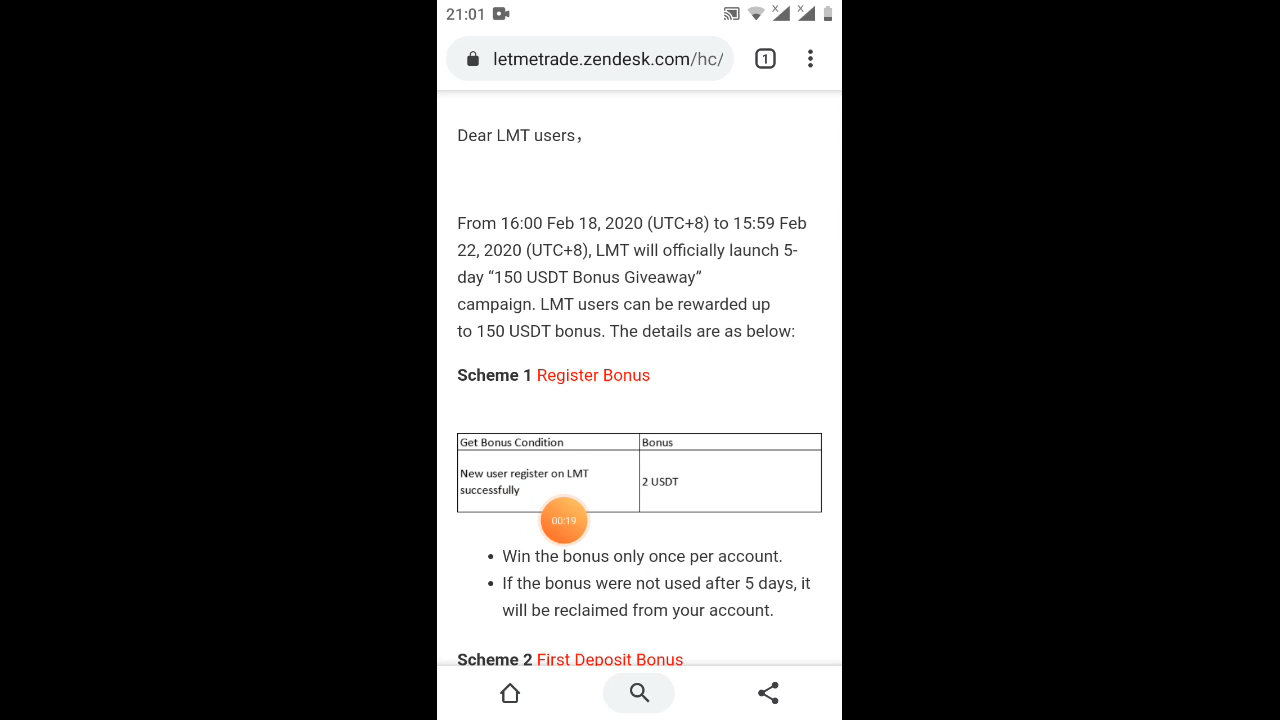 21:01
letmetrade.zendesk.com/hc/
1
Dear LMT users，
From 16:00 Feb 18, 2020 (UTC+8) to 15:59 Feb
22, 2020 (UTC+8), LMT will officially launch 5-
day “150 USDT Bonus Giveaway”
campaign. LMT users can be rewarded up
to 150 USDT bonus. The details are as below:
Scheme 1 Register Bonus
Get Bonus Condition Bonus
New user register on LMT
successfully
2 USDT
00:19
• Win the bonus only once per account.
• If the bonus were not used after 5 days, it
will be reclaimed from your account.
Scheme 2 First Deposit Bonus